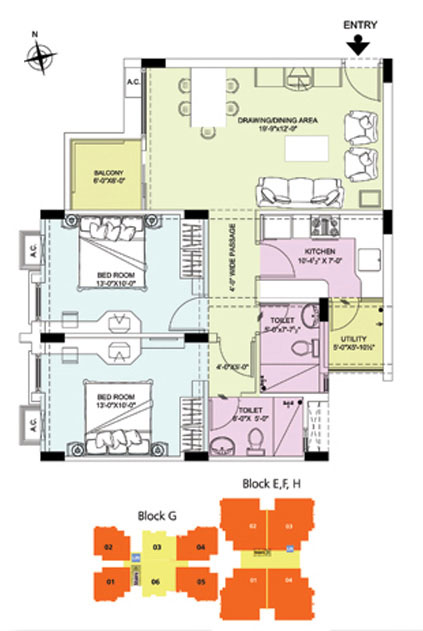 ENTRY
N
A.C.
DRAWING/DINING AREA
19'-9"x12'-0"
BALCONY
6'-0"X8'-0"
4'-0" WIDE PASSAGE
KITCHEN
10'-4½" X 7'-0"
A.C.
BED ROOM
13'-0"X10'-0"
TOILET
5'-0"x7'-7½"
UTILITY
5'-0"X5'-10½"
4'-0"X5'-0"
BED ROOM
13'-0"X10'-0"
A.C.
TOILET
8'-0"X 5'-0"
Block E,F, H
Block G
02
03
04
01
06
05
02
03
01
04
Stairs
Stairs